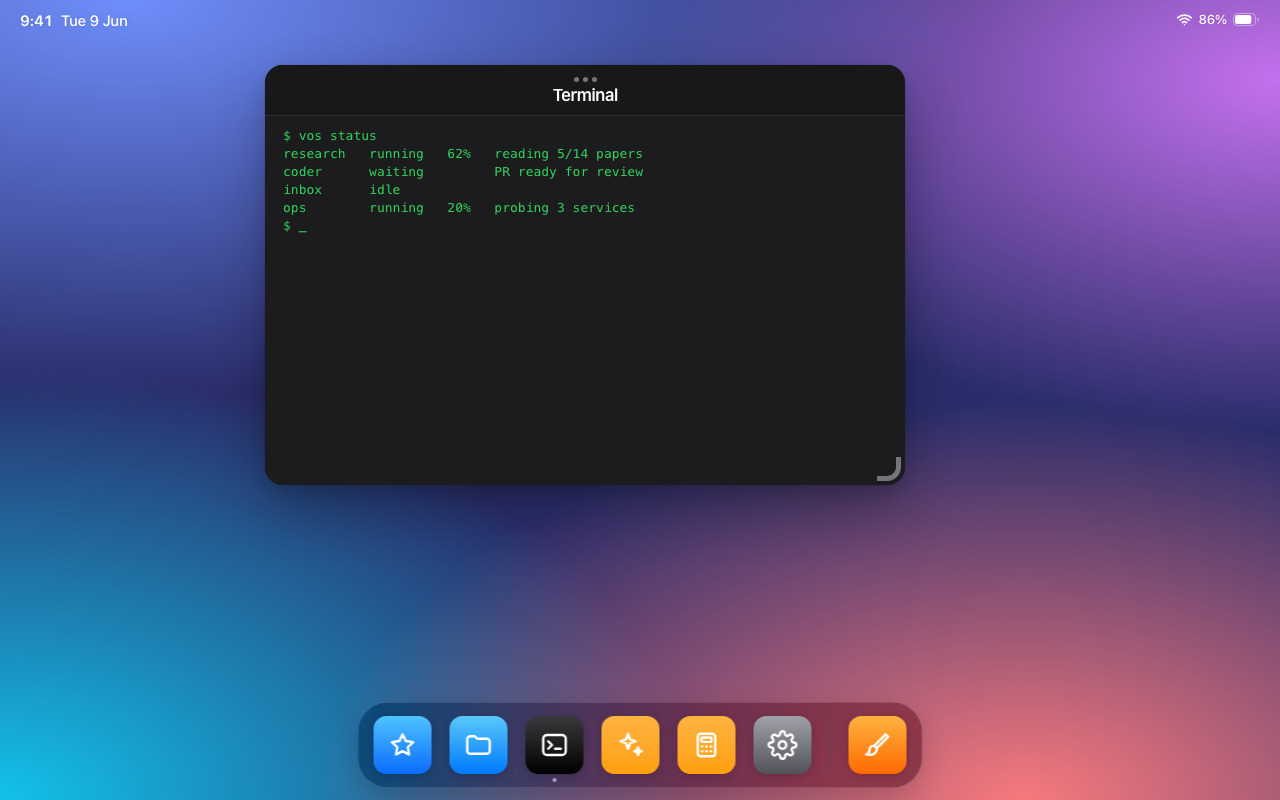 9:41 Tue 9 Jun
86%
Terminal
$ vos status
research running 62% reading 5/14 papers
coder waiting PR ready for review
inbox idle
ops running 20% probing 3 services
$ _